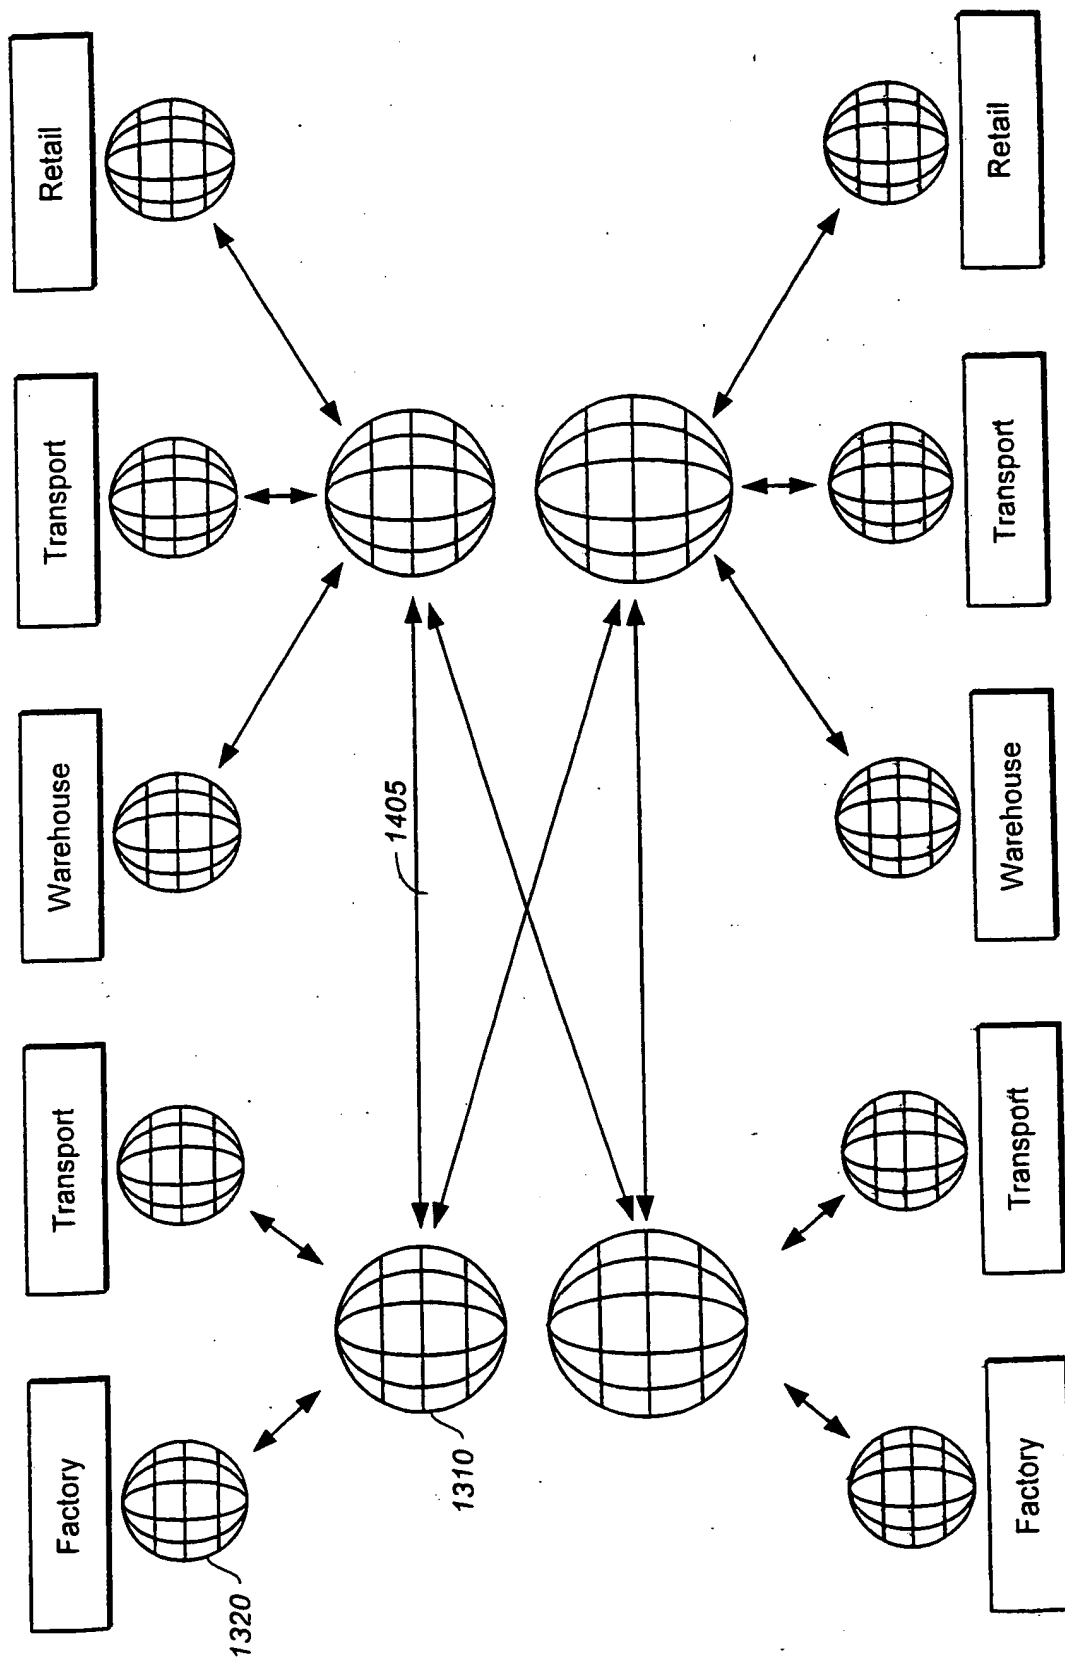 Factory
Transport
Warehouse
Transport
Retail
1320
1310
1405
Factory
Transport
Warehouse
Transport
Retail